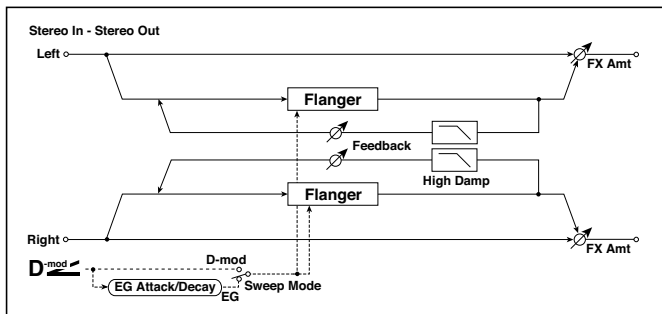 Stereo In - Stereo Out
Left
FX Amt
Flanger
Feedback
High Damp
Flanger
Right
FX Amt
D-mod
D-mod
EG Attack/Decay
EG
Sweep Mode